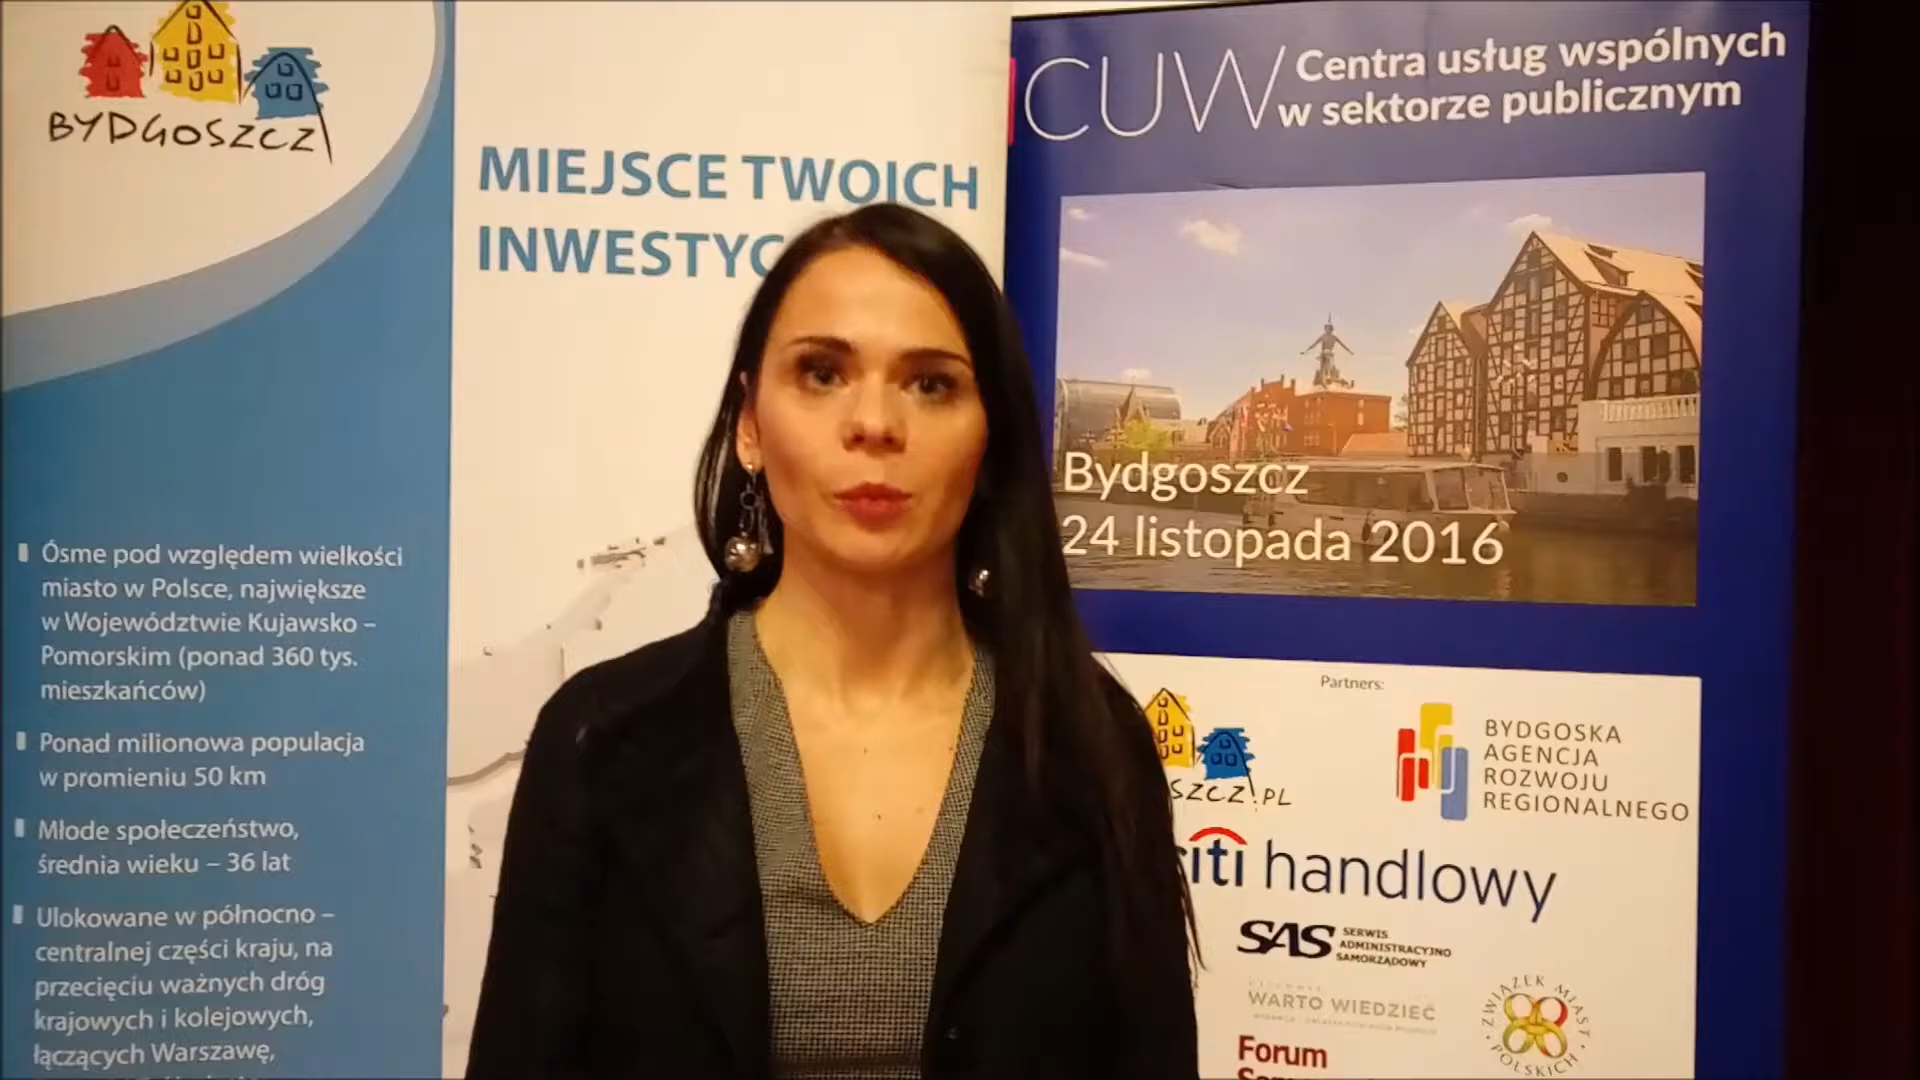 BYDGOSZCZ
Ósme pod względem wielkości
miasto w Polsce, największe
w Województwie Kujawsko –
Pomorskim (ponad 360 tys.
mieszkańców)
Ponad milionowa populacja
w promieniu 50 km
Młode społeczeństwo,
średnia wieku – 36 lat
Ulokowane w północno –
centralnej części kraju, na
przecięciu ważnych dróg
krajowych i kolejowych,
łączących Warszawę,
MIEJSCE TWOICH
INWESTYC
CUW Centra usług wspólnych
w sektorze publicznym
Bydgoszcz
24 listopada 2016
Partners:
SZCZ.PL
BYDGOSKA
AGENCJA
ROZWOJU
REGIONALNEGO
citi handlowy
SAS SERWIS
ADMINISTRACYJNO
SAMORZĄDOWY
WARTO WIEDZIEĆ
ZWIĄZEK MIAST
POLSKICH
Forum